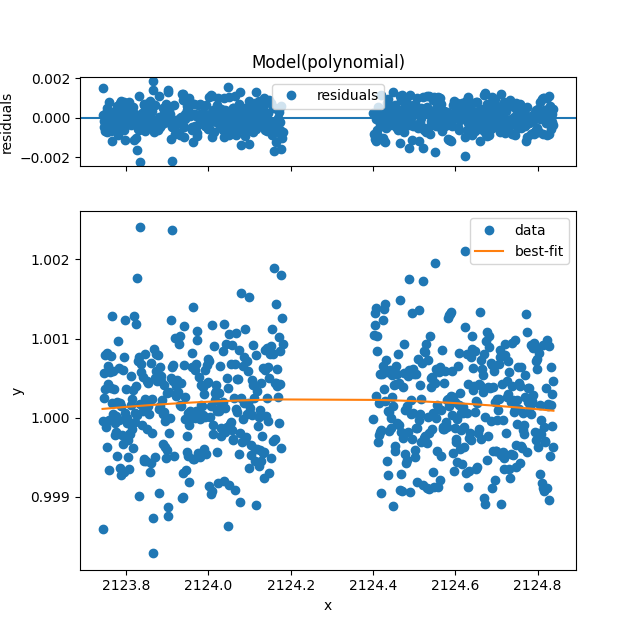 Model(polynomial)
0.002
0.000
−0.002
residuals
residuals
data
best-fit
1.002
1.001
1.000
0.999
y
2123.8 2124.0 2124.2 2124.4 2124.6 2124.8
x